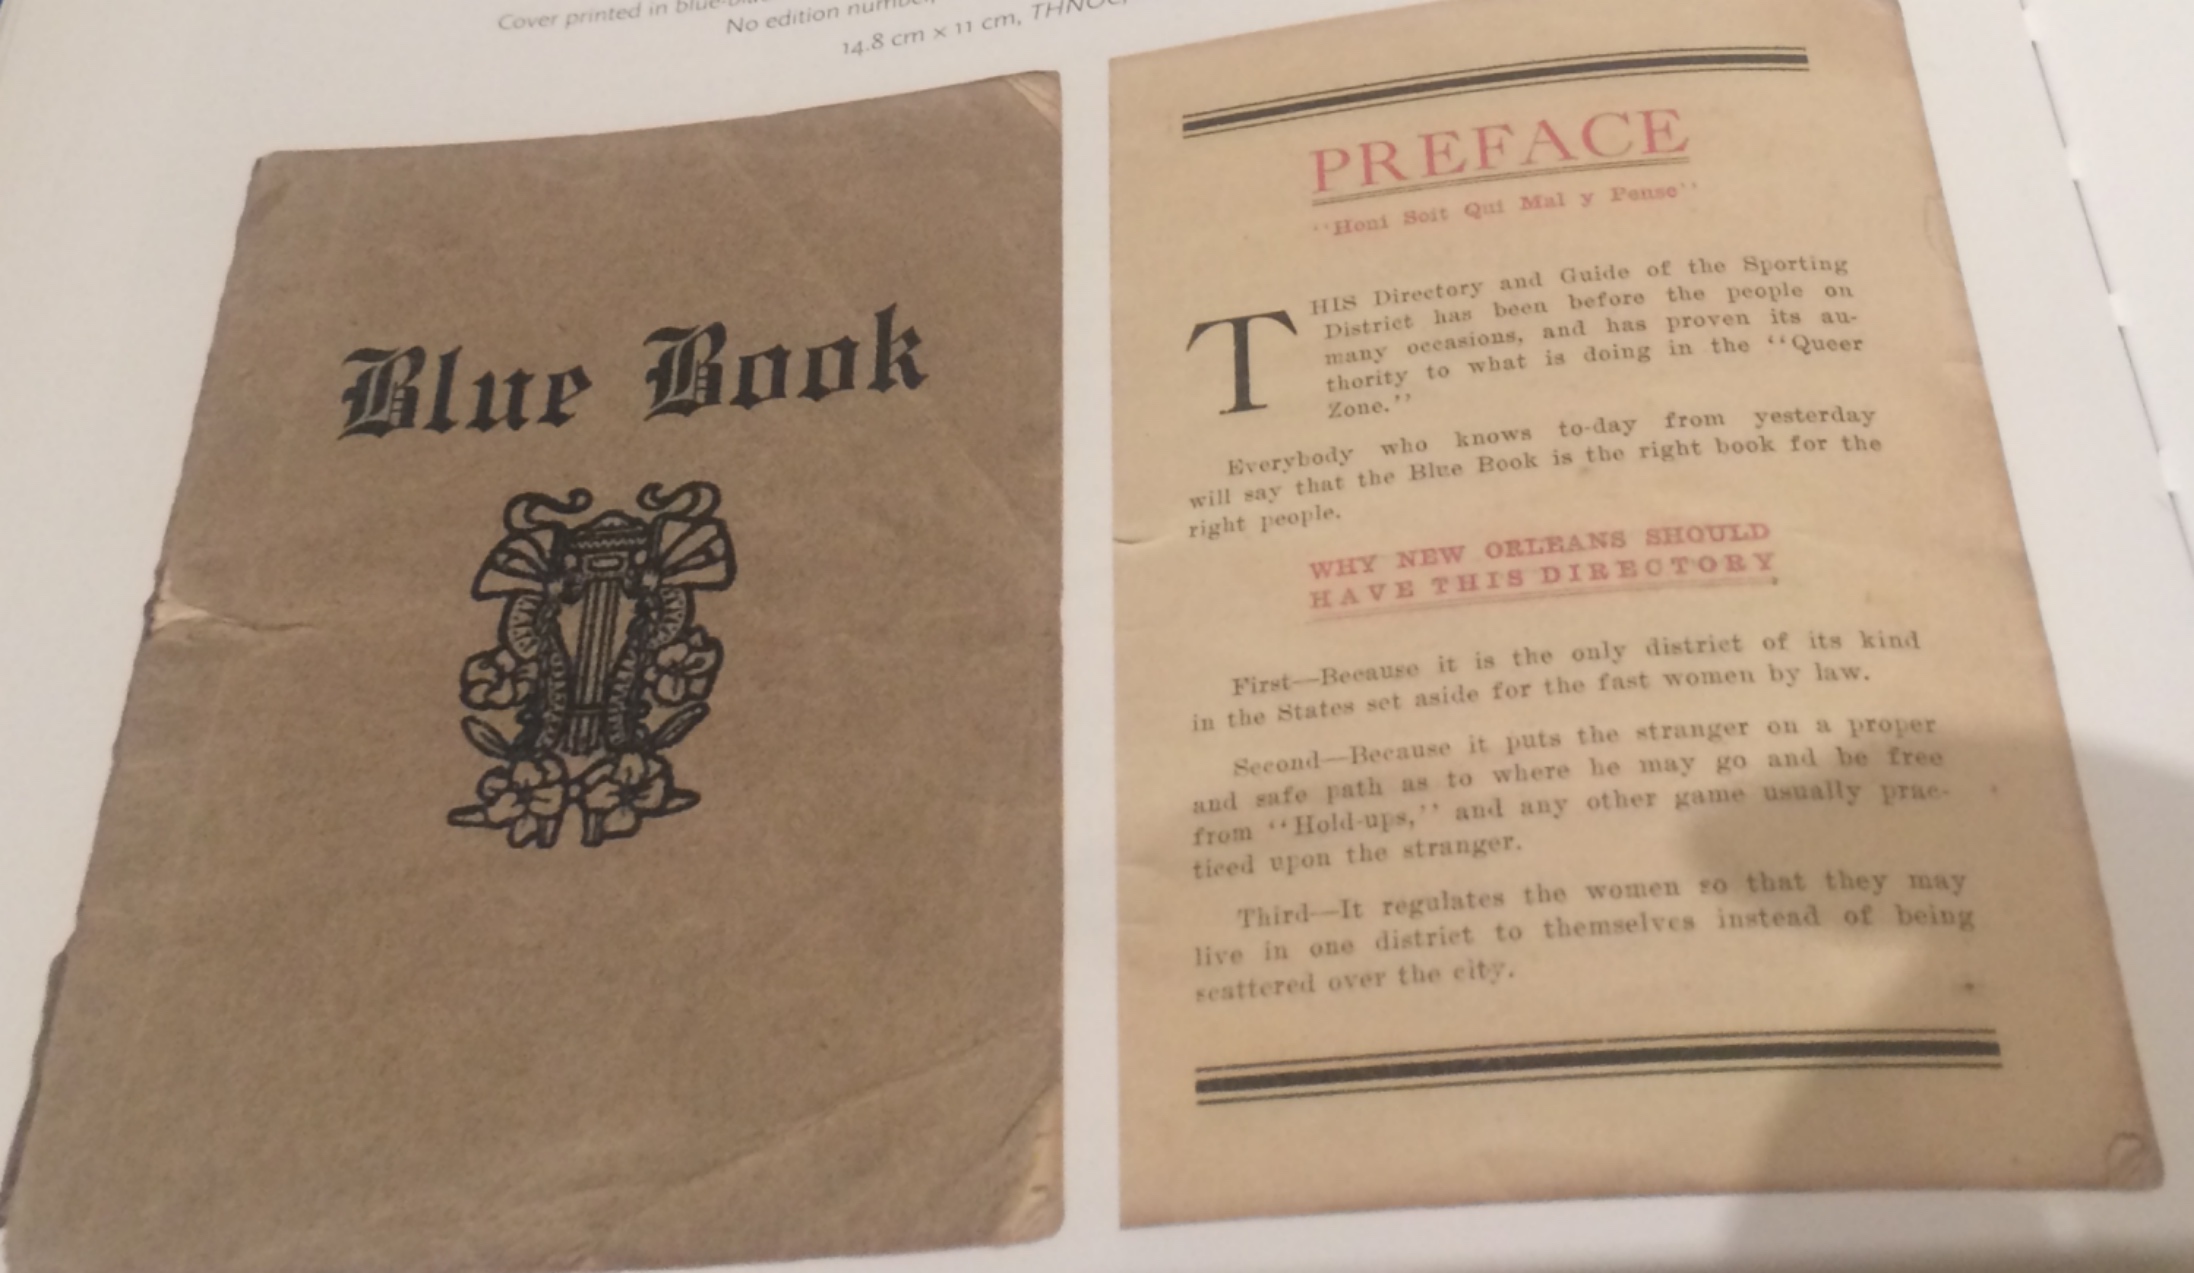 Cover printed in
No edition
14.8 cm × 11 cm,
Blue Book
PREFACE
"Honi Soit Qui Mal y Pense"
THIS Directory and Guide of the Sporting
District has been before the people on
many occasions, and has proven its au-
thority to what is doing in the "Queer
Zone."
Everybody who knows to-day from yesterday
will say that the Blue Book is the right book for the
right people.
WHY NEW ORLEANS SHOULD
HAVE THIS DIRECTORY
First—Because it is the only district of its kind
in the States set aside for the fast women by law.
Second—Because it puts the stranger on a proper
and safe path as to where he may go and be free
from "Hold-ups," and any other game usually prac-
ticed upon the stranger.
Third—It regulates the women so that they may
live in one district to themselves instead of being
scattered over the city.